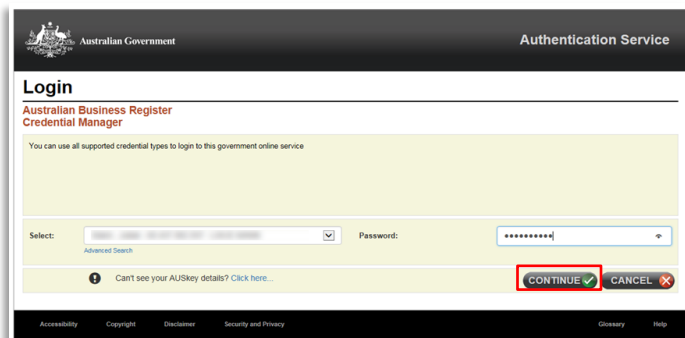 Australian Government
Authentication Service
Login
Australian Business Register
Credential Manager
You can use all supported credential types to login to this government online service
Select:
Password:
••••••••••
Advanced Search
Can't see your AUSkey details? Click here...
CONTINUE
CANCEL
Accessibility Copyright Disclaimer Security and Privacy Glossary Help